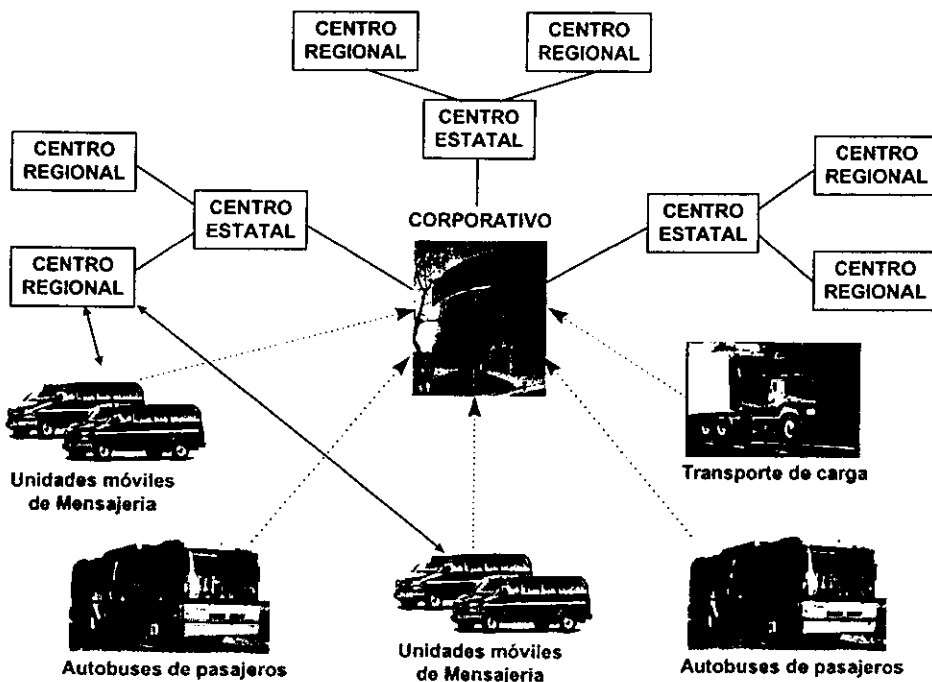 CENTRO
REGIONAL
CENTRO
REGIONAL
CENTRO
ESTATAL
CENTRO
REGIONAL
CENTRO
ESTATAL
CENTRO
REGIONAL
CORPORATIVO
CENTRO
ESTATAL
CENTRO
REGIONAL
CENTRO
REGIONAL
Unidades móviles
de Mensajeria
Transporte de carga
Autobuses de pasajeros
Unidades móviles
de Mensajeria
Autobuses de pasajeros